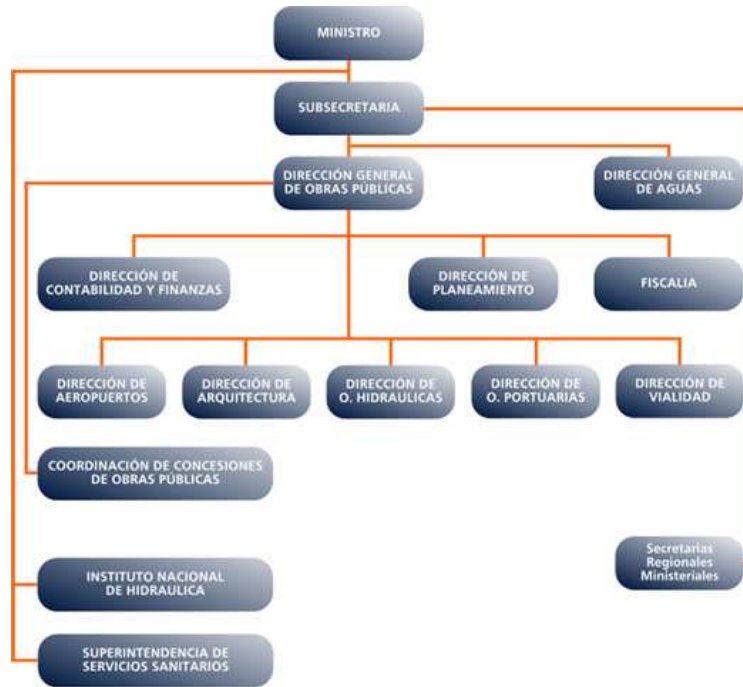 MINISTRO
SUBSECRETARIA
DIRECCIÓN GENERAL
DE OBRAS PÚBLICAS
DIRECCIÓN GENERAL
DE AGUAS
DIRECCIÓN DE
CONTABILIDAD Y FINANZAS
DIRECCIÓN DE
PLANEAMIENTO
FISCALIA
DIRECCIÓN DE
AEROPUERTOS
DIRECCIÓN DE
ARQUITECTURA
DIRECCIÓN DE
O. HIDRAULICAS
DIRECCIÓN DE
O. PORTUARIAS
DIRECCIÓN DE
VIALIDAD
COORDINACIÓN DE CONCESIONES
DE OBRAS PÚBLICAS
Secretarias
Regionales
Ministeriales
INSTITUTO NACIONAL
DE HIDRAULICA
SUPERINTENDENCIA DE
SERVICIOS SANITARIOS